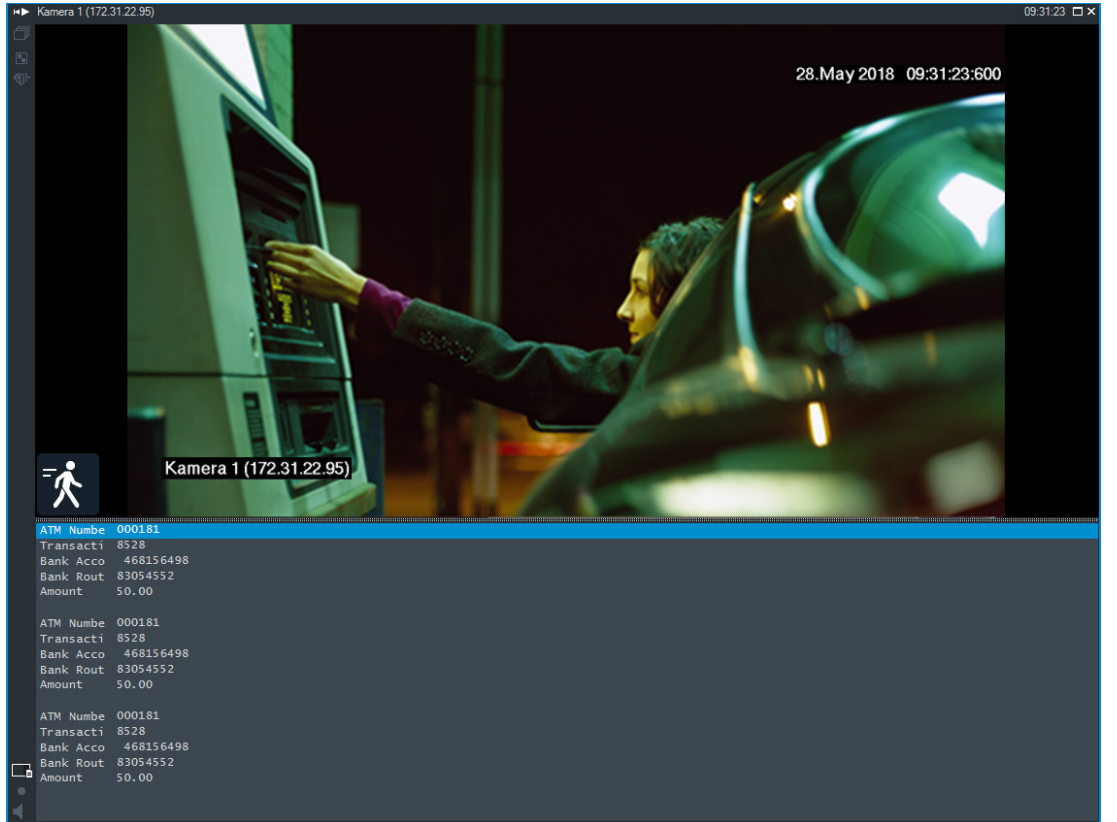 Kamera 1 (172.31.22.95) 09:31:23
28.May 2018 09:31:23:600
Kamera 1 (172.31.22.95)
ATM Numbe 000181
Transacti 8528
Bank Acco 468156498
Bank Rout 83054552
Amount 50.00
ATM Numbe 000181
Transacti 8528
Bank Acco 468156498
Bank Rout 83054552
Amount 50.00
ATM Numbe 000181
Transacti 8528
Bank Acco 468156498
Bank Rout 83054552
Amount 50.00